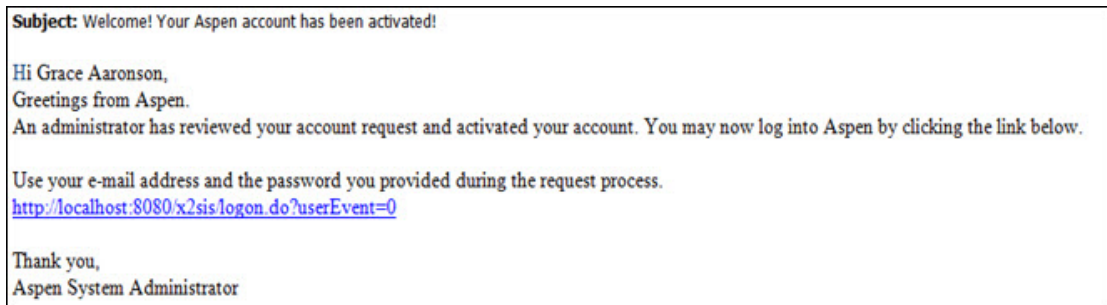 Subject: Welcome! Your Aspen account has been activated!
Hi Grace Aaronson,
Greetings from Aspen.
An administrator has reviewed your account request and activated your account. You may now log into Aspen by clicking the link below.
Use your e-mail address and the password you provided during the request process.
http://localhost:8080/x2sis/logon.do?userEvent=0
Thank you,
Aspen System Administrator